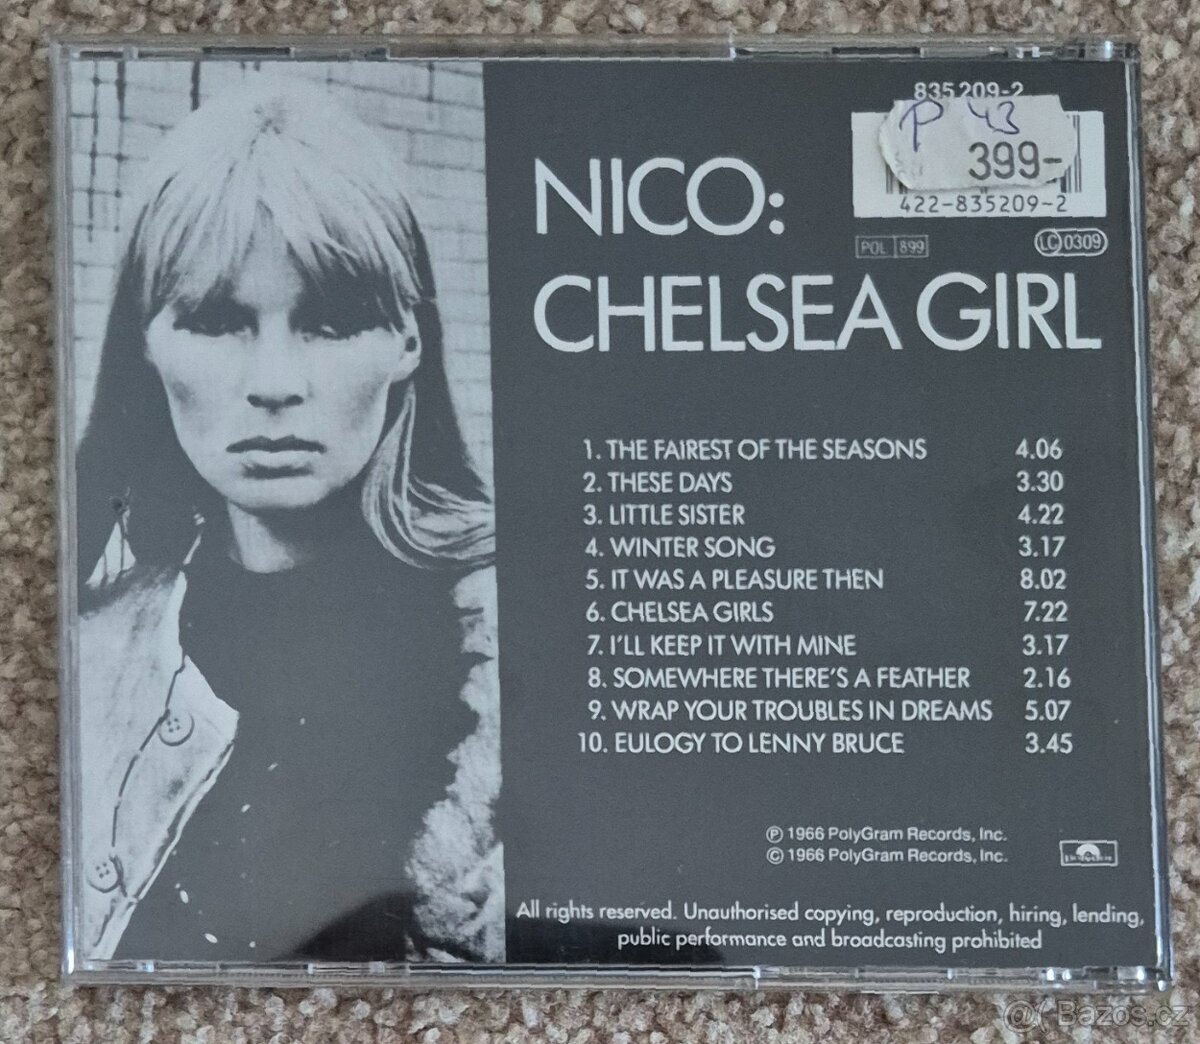 835 209-2
P 43
399-
422-835209-2
POL 899
LC 0309
NICO:
CHELSEA GIRL
1. THE FAIREST OF THE SEASONS 4.06
2. THESE DAYS 3.30
3. LITTLE SISTER 4.22
4. WINTER SONG 3.17
5. IT WAS A PLEASURE THEN 8.02
6. CHELSEA GIRLS 7.22
7. I'LL KEEP IT WITH MINE 3.17
8. SOMEWHERE THERE'S A FEATHER 2.16
9. WRAP YOUR TROUBLES IN DREAMS 5.07
10. EULOGY TO LENNY BRUCE 3.45
Ⓟ 1966 PolyGram Records, Inc.
© 1966 PolyGram Records, Inc.
All rights reserved. Unauthorised copying, reproduction, hiring, lending,
public performance and broadcasting prohibited
Bazos.cz